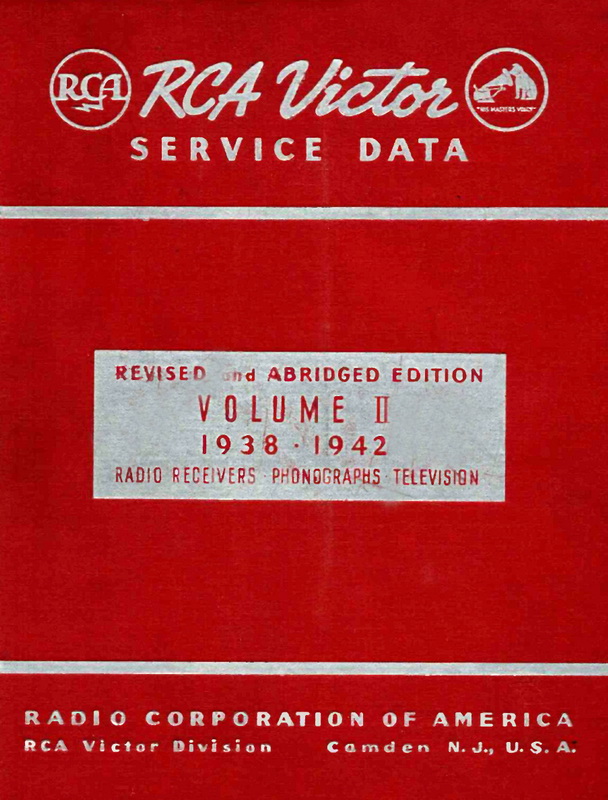 RCA RCA Victor "HIS MASTERS VOICE"
SERVICE DATA
REVISED and ABRIDGED EDITION
VOLUME II
1938 · 1942
RADIO RECEIVERS · PHONOGRAPHS · TELEVISION
RADIO CORPORATION OF AMERICA
RCA Victor Division Camden N.J., U.S.A.